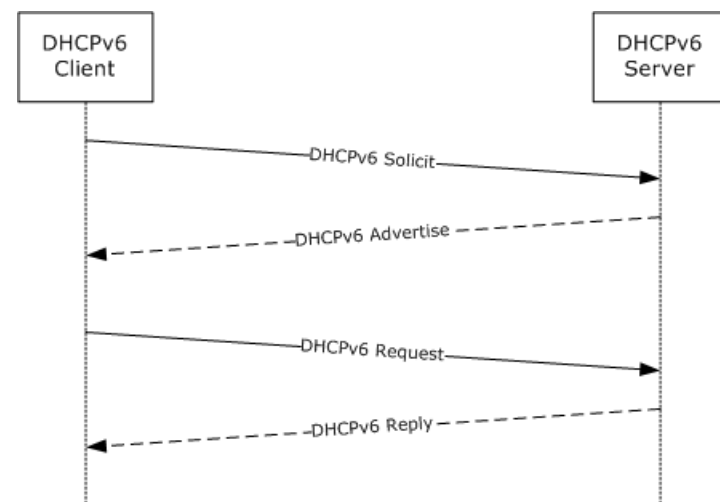 DHCPv6
Client
DHCPv6
Server
DHCPv6 Solicit
DHCPv6 Advertise
DHCPv6 Request
DHCPv6 Reply